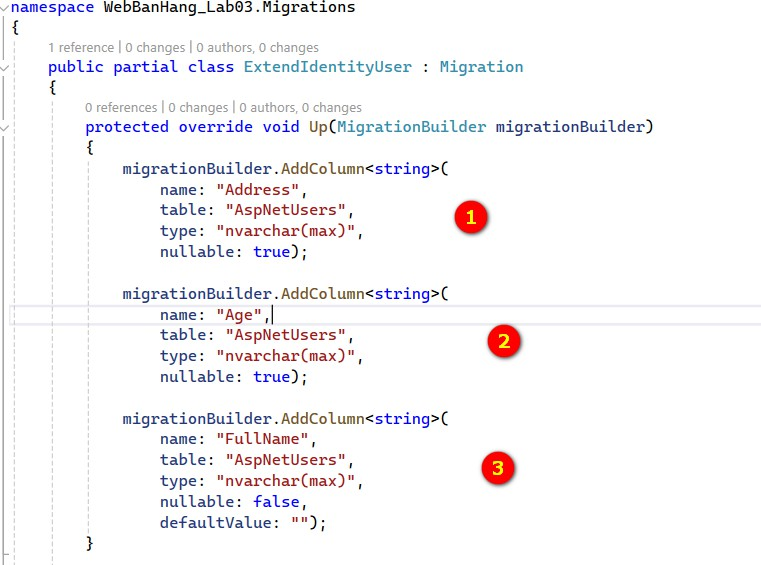 namespace WebBanHang_Lab03.Migrations
{
1 reference | 0 changes | 0 authors, 0 changes
public partial class ExtendIdentityUser : Migration
{
0 references | 0 changes | 0 authors, 0 changes
protected override void Up(MigrationBuilder migrationBuilder)
{
migrationBuilder.AddColumn<string>(
name: "Address",
table: "AspNetUsers",
1
type: "nvarchar(max)",
nullable: true);
migrationBuilder.AddColumn<string>(
name: "Age",
table: "AspNetUsers",
2
type: "nvarchar(max)",
nullable: true);
migrationBuilder.AddColumn<string>(
name: "FullName",
table: "AspNetUsers",
3
type: "nvarchar(max)",
nullable: false,
defaultValue: "");
}